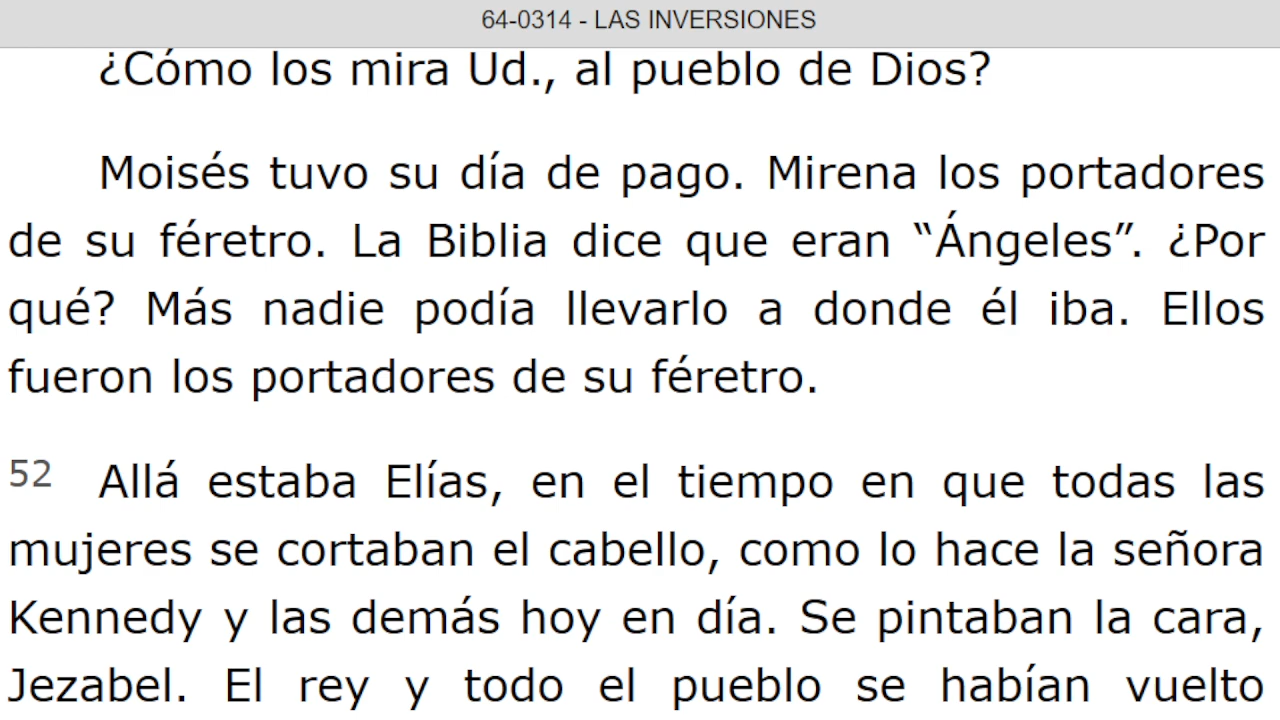 64-0314 - LAS INVERSIONES
¿Cómo los mira Ud., al pueblo de Dios?
Moisés tuvo su día de pago. Mirena los portadores
de su féretro. La Biblia dice que eran “Ángeles”. ¿Por
qué? Más nadie podía llevarlo a donde él iba. Ellos
fueron los portadores de su féretro.
52 Allá estaba Elías, en el tiempo en que todas las
mujeres se cortaban el cabello, como lo hace la señora
Kennedy y las demás hoy en día. Se pintaban la cara,
Jezabel. El rey y todo el pueblo se habían vuelto